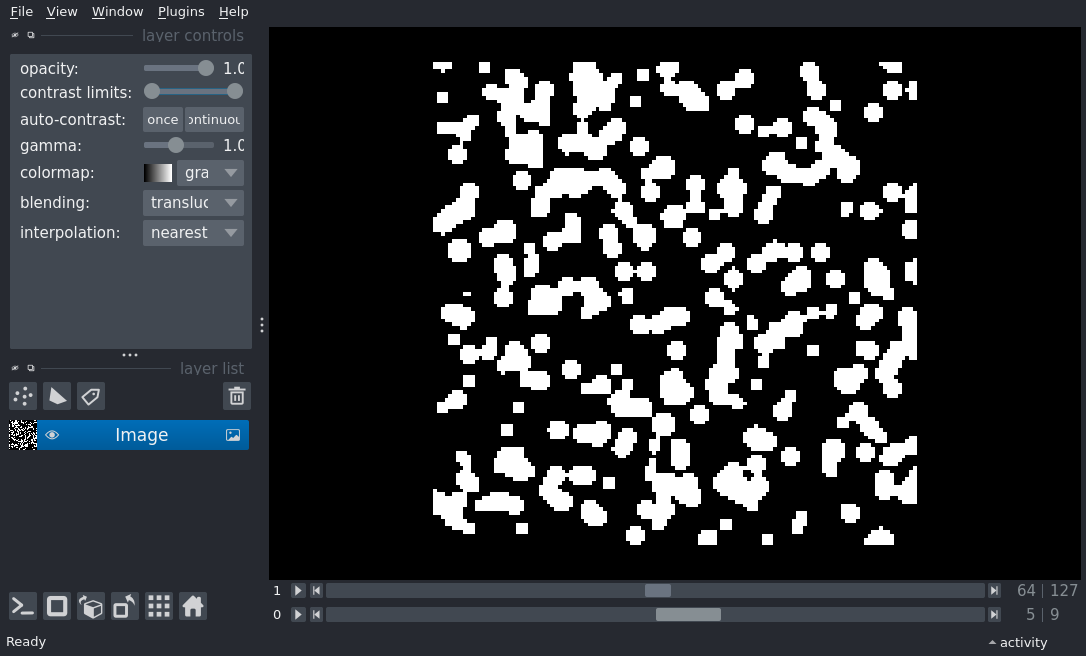 File View Window Plugins Help
layer controls
opacity: 1.0
contrast limits:
auto-contrast: once ontinuou
gamma: 1.0
colormap: gra
blending: transluc
interpolation: nearest
layer list
Image
1 64 | 127
0 5 | 9
Ready activity